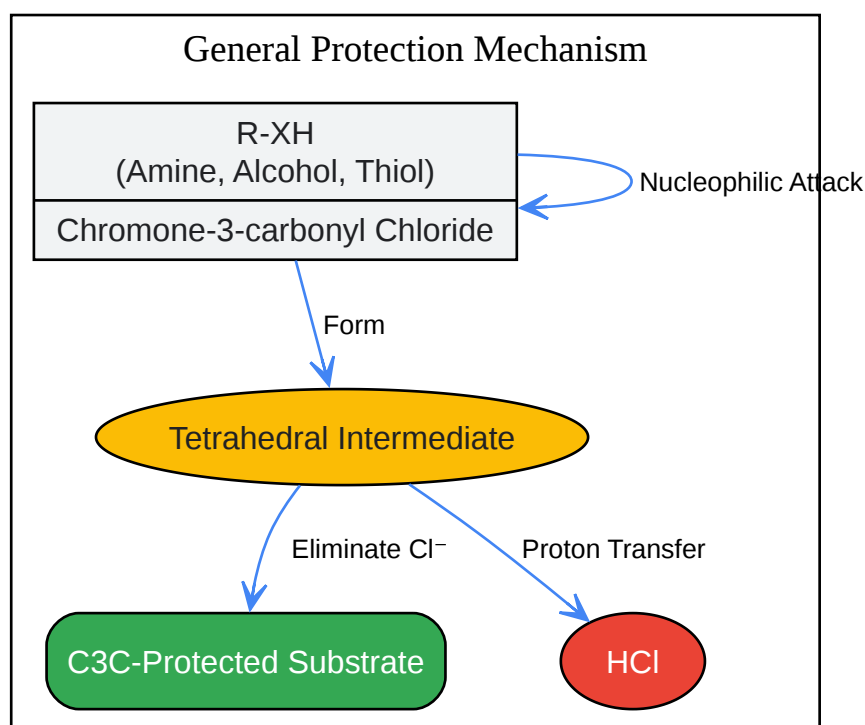 General Protection Mechanism
R-XH
(Amine, Alcohol, Thiol)
Nucleophilic Attack
Chromone-3-carbonyl Chloride
Form
Tetrahedral Intermediate
Eliminate Cl⁻
Proton Transfer
C3C-Protected Substrate
HCl